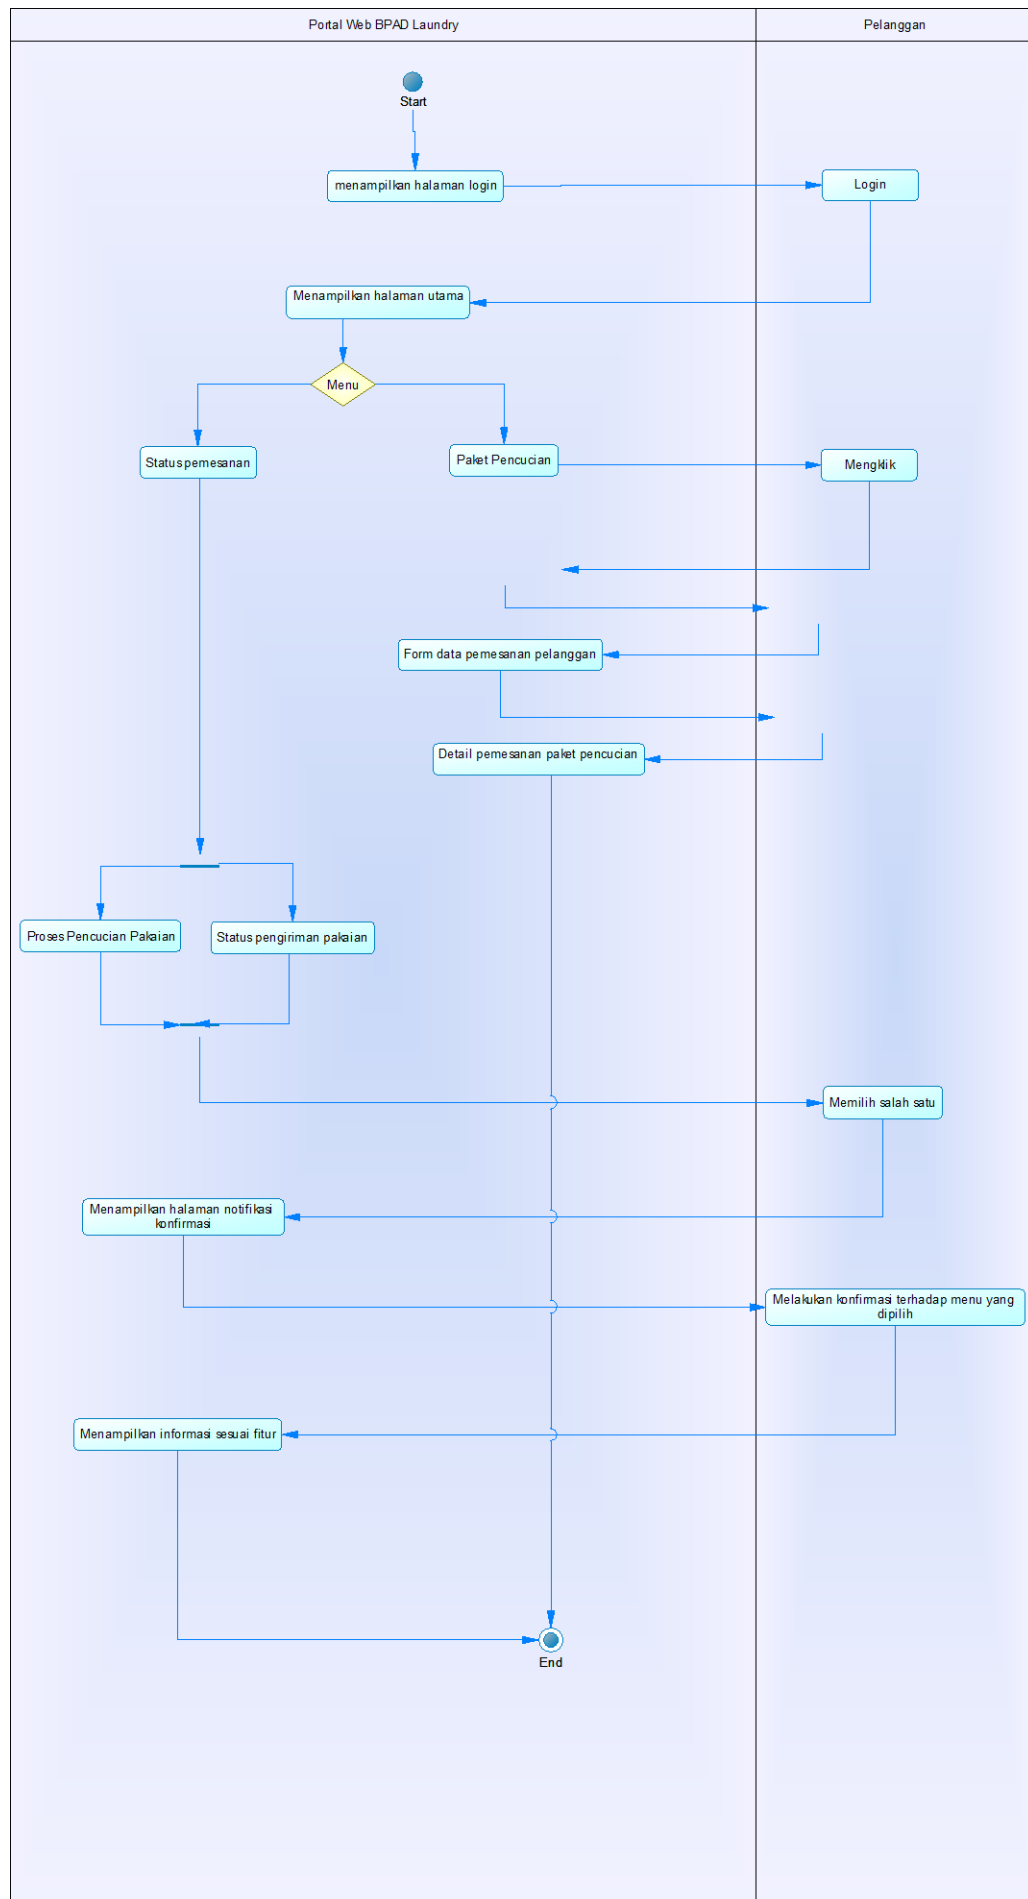 Portal Web BPAD Laundry
Pelanggan
Start
menampilkan halaman login
Login
Menampilkan halaman utama
Menu
Status pemesanan
Paket Pencucian
Mengklik
Form data pemesanan pelanggan
Detail pemesanan paket pencucian
Proses Pencucian Pakaian
Status pengiriman pakaian
Memilih salah satu
Menampilkan halaman notifikasi
konfirmasi
Melakukan konfirmasi terhadap menu yang
dipilih
Menampilkan informasi sesuai fitur
End